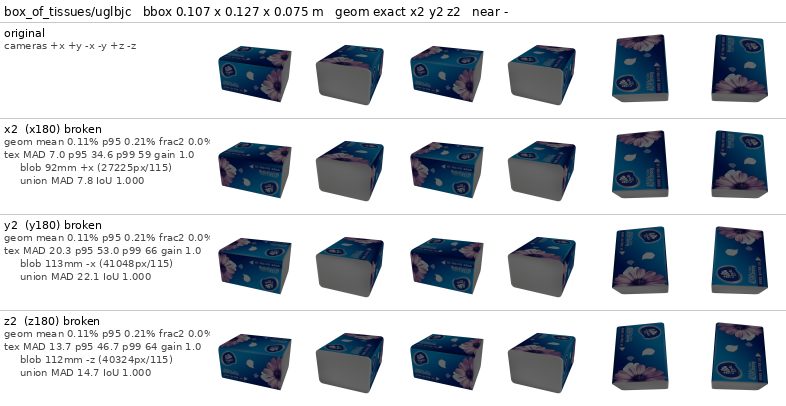 box_of_tissues/uglbjc bbox 0.107 x 0.127 x 0.075 m geom exact x2 y2 z2 near -
original
cameras +x +y -x -y +z -z
x2 (x180) broken
geom mean 0.11% p95 0.21% frac2 0.0%
tex MAD 7.0 p95 34.6 p99 59 gain 1.0
blob 92mm +x (27225px/115)
union MAD 7.8 IoU 1.000
y2 (y180) broken
geom mean 0.11% p95 0.21% frac2 0.0%
tex MAD 20.3 p95 53.0 p99 66 gain 1.0
blob 113mm -x (41048px/115)
union MAD 22.1 IoU 1.000
z2 (z180) broken
geom mean 0.11% p95 0.21% frac2 0.0%
tex MAD 13.7 p95 46.7 p99 64 gain 1.0
blob 112mm -z (40324px/115)
union MAD 14.7 IoU 1.000